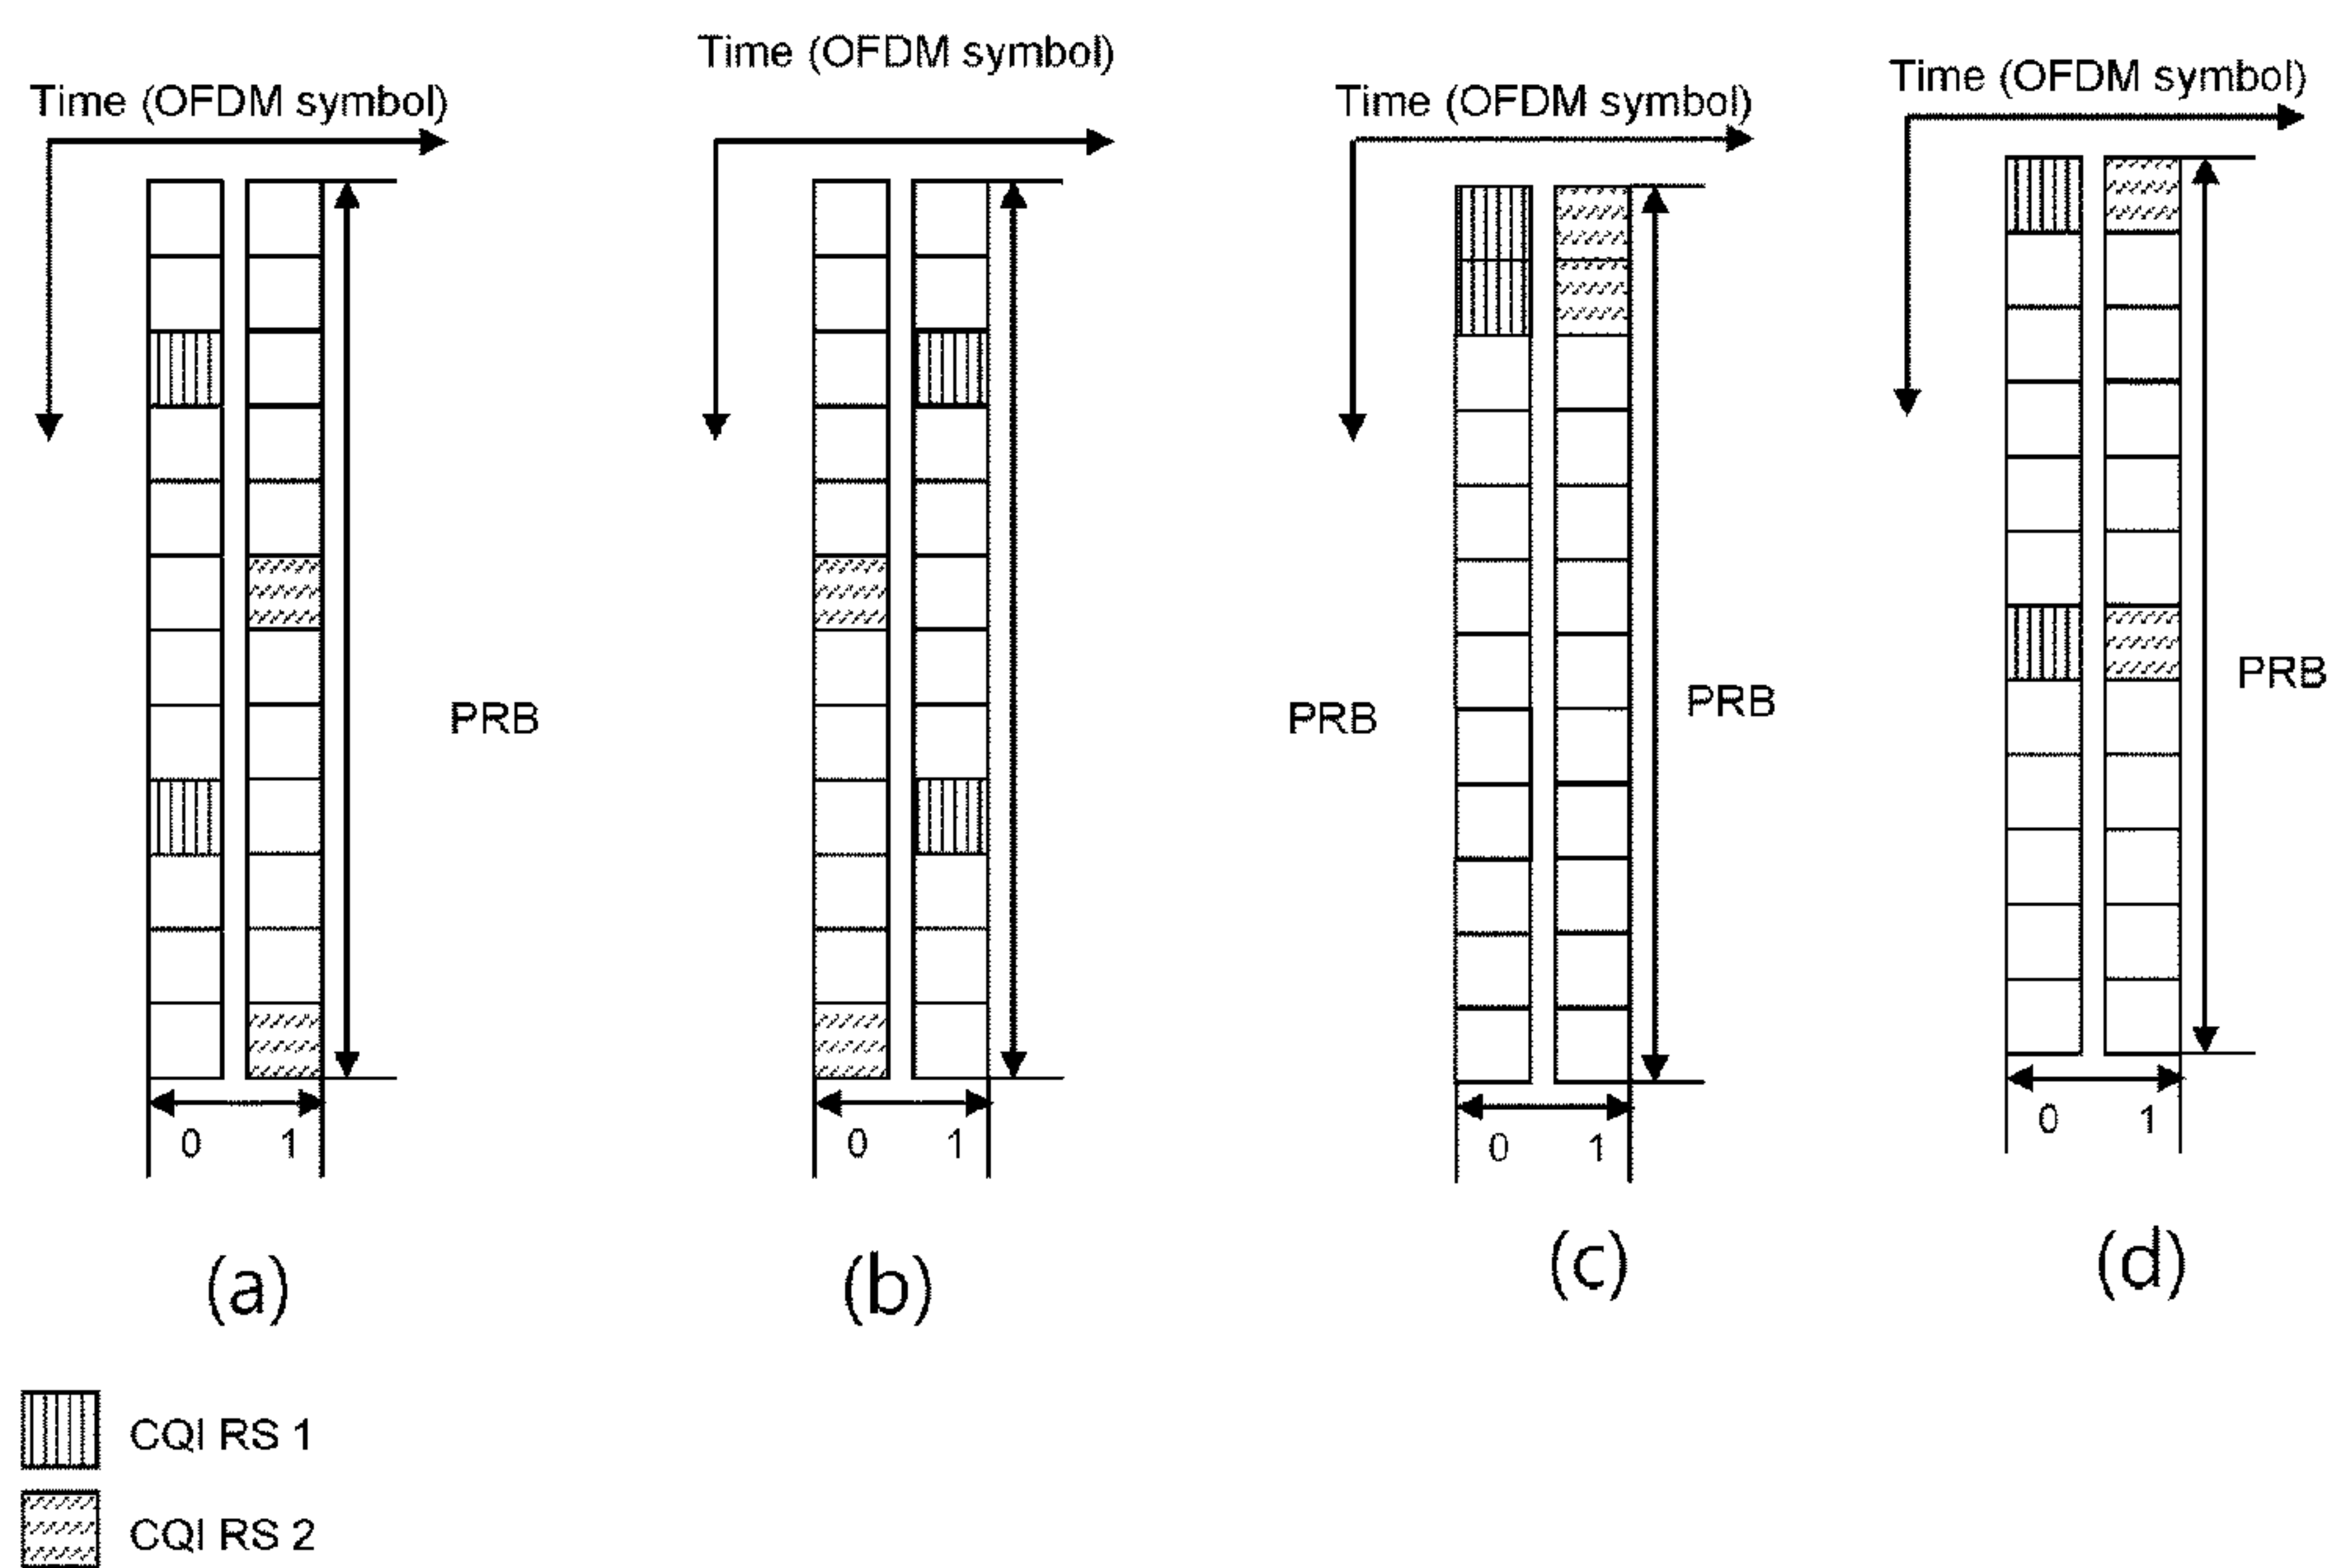 Time (OFDM symbol)
Time (OFDM symbol)
Time (OFDM symbol)
Time (OFDM symbol)
PRB
PRB
PRB
PRB
0 1
0 1
0 1
0 1
(a)
(b)
(c)
(d)
CQI RS 1
CQI RS 2